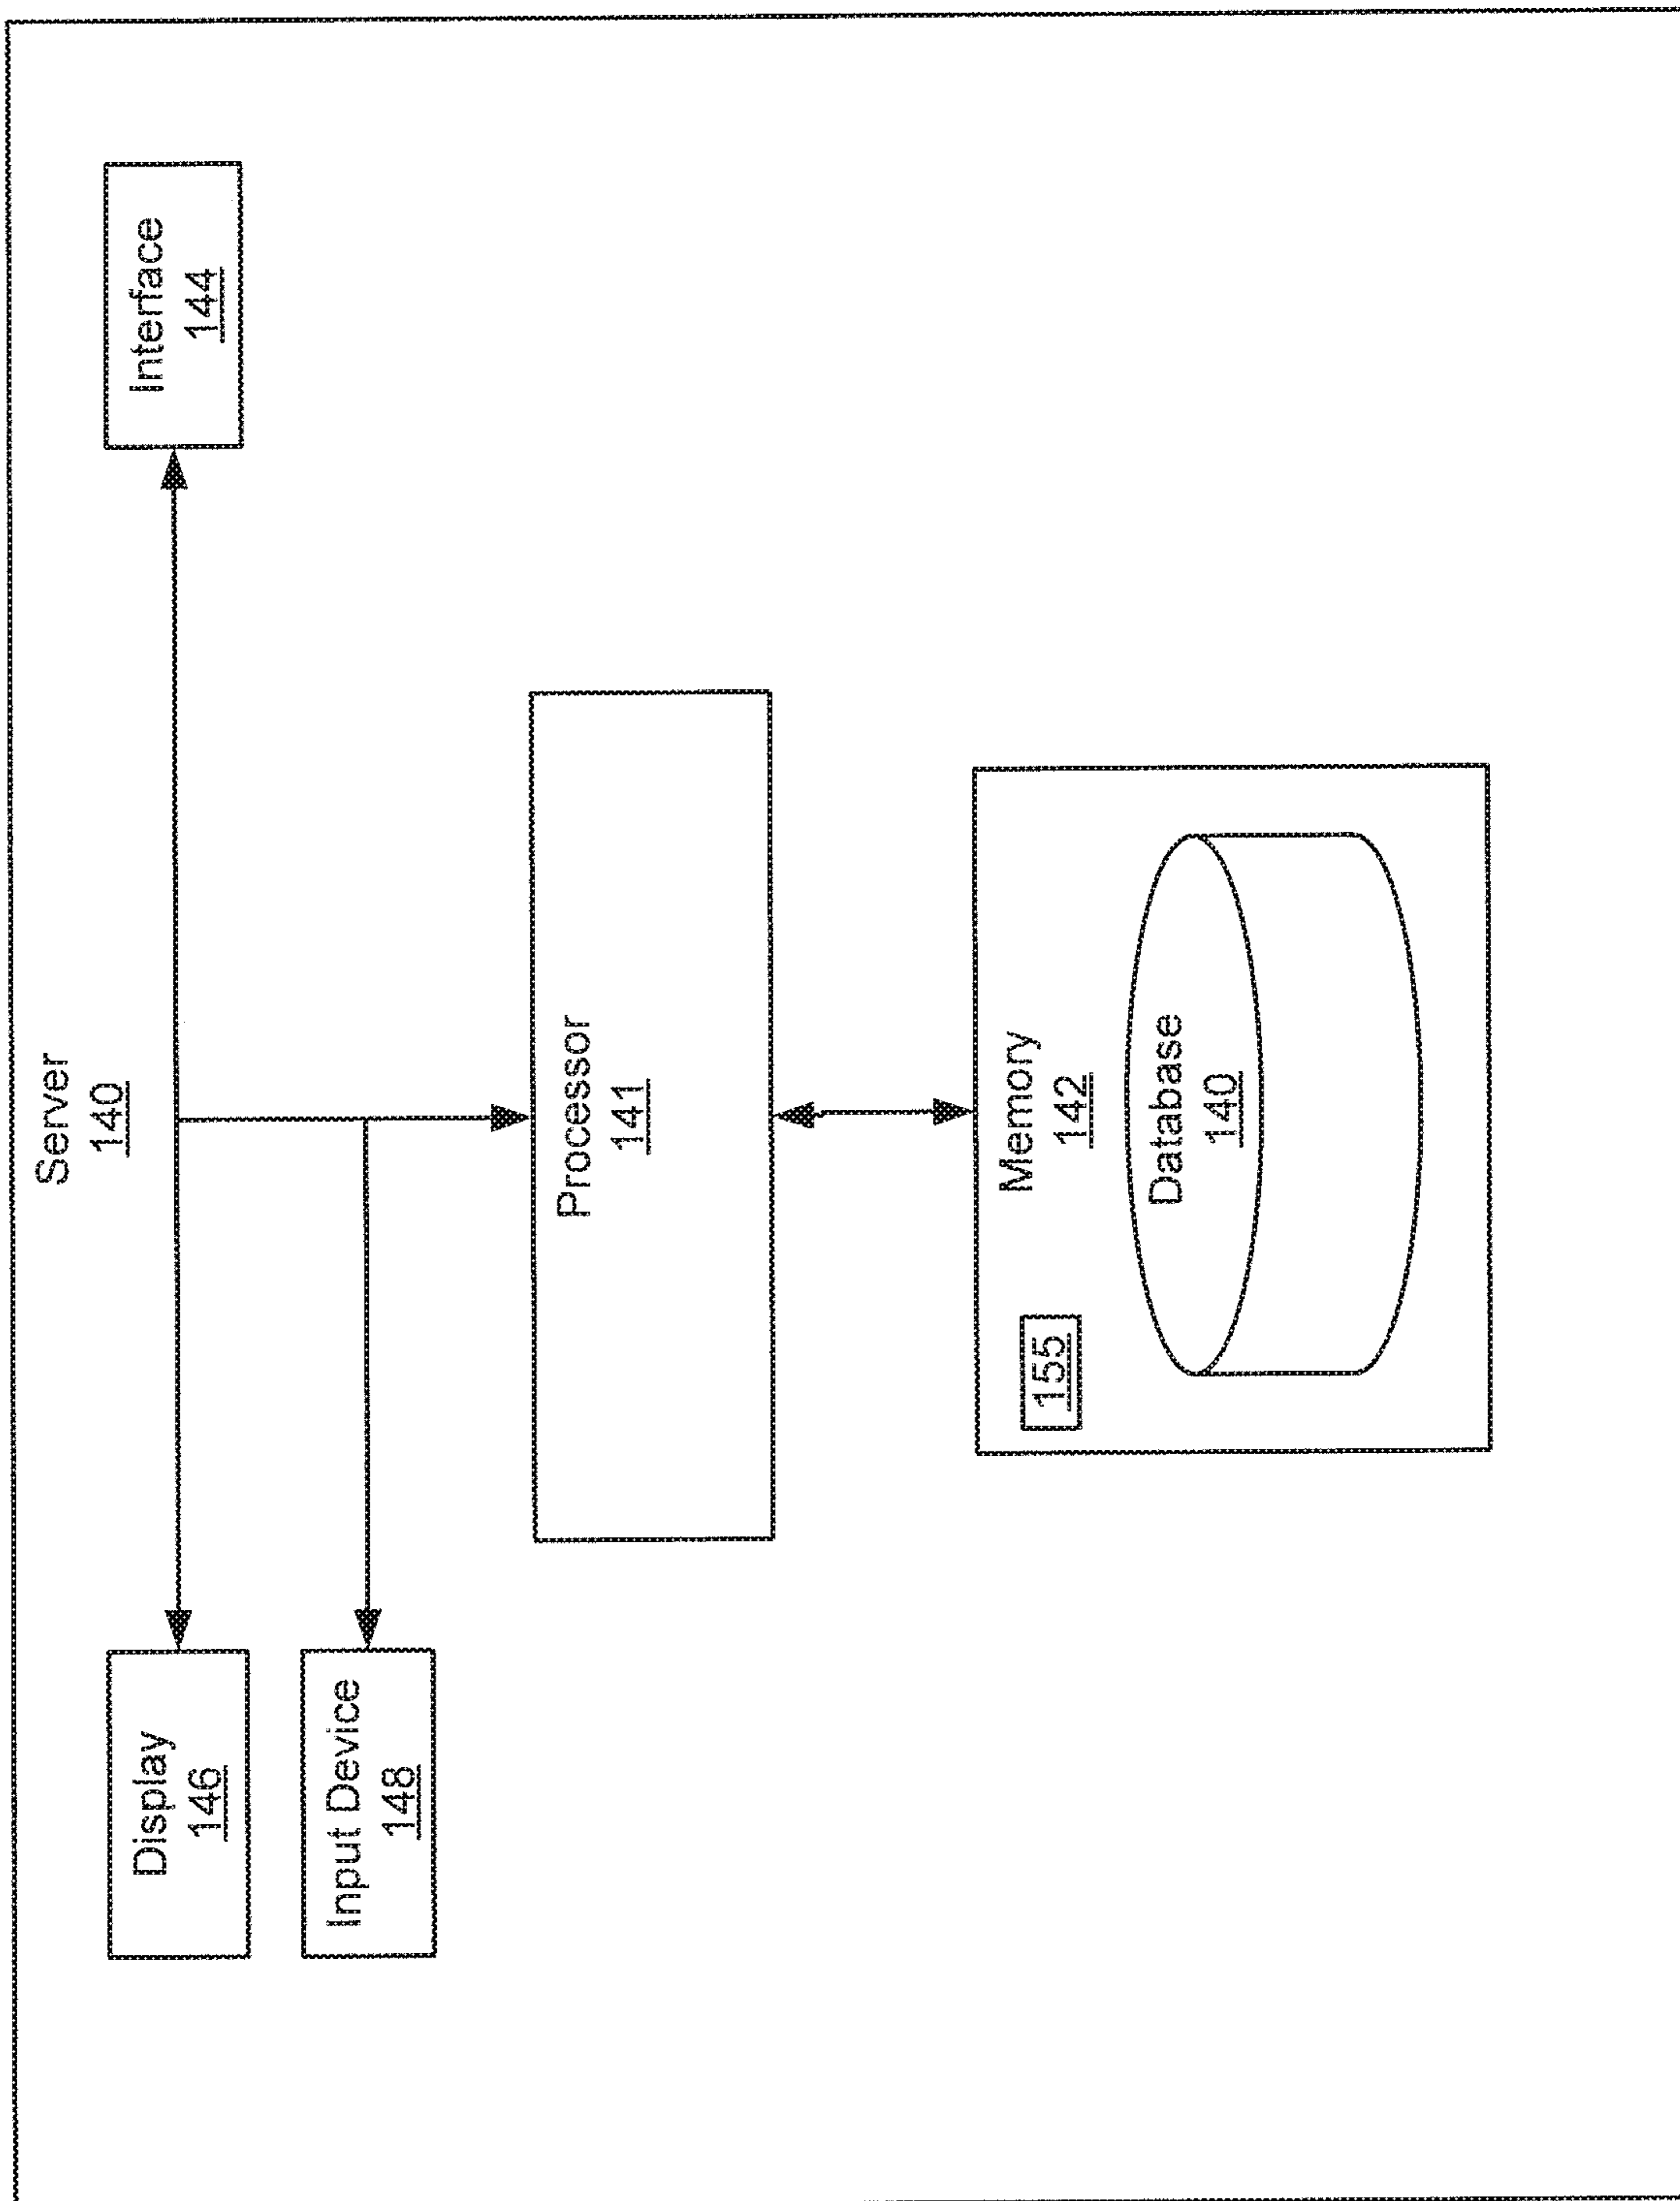 Server
140
Display
146
Interface
144
Input Device
148
Processor
141
Memory
142
155
Database
140